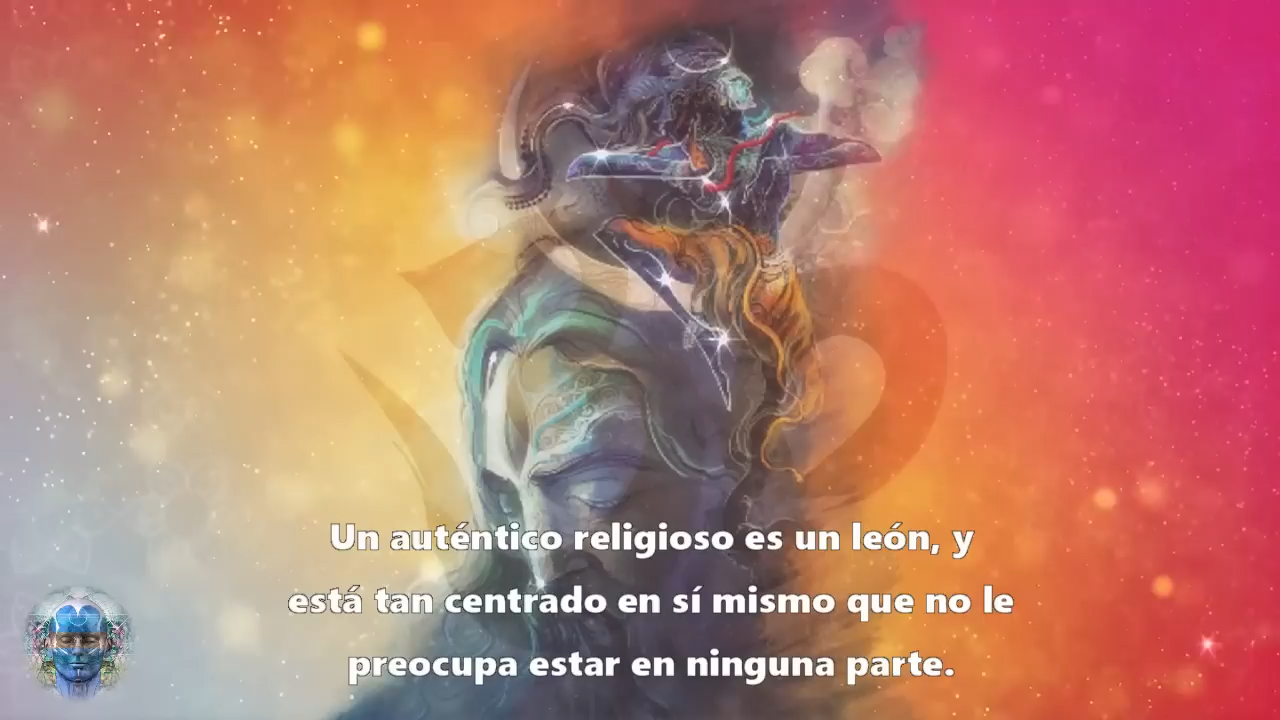 Un auténtico religioso es un león, y
está tan centrado en sí mismo que no le
preocupa estar en ninguna parte.